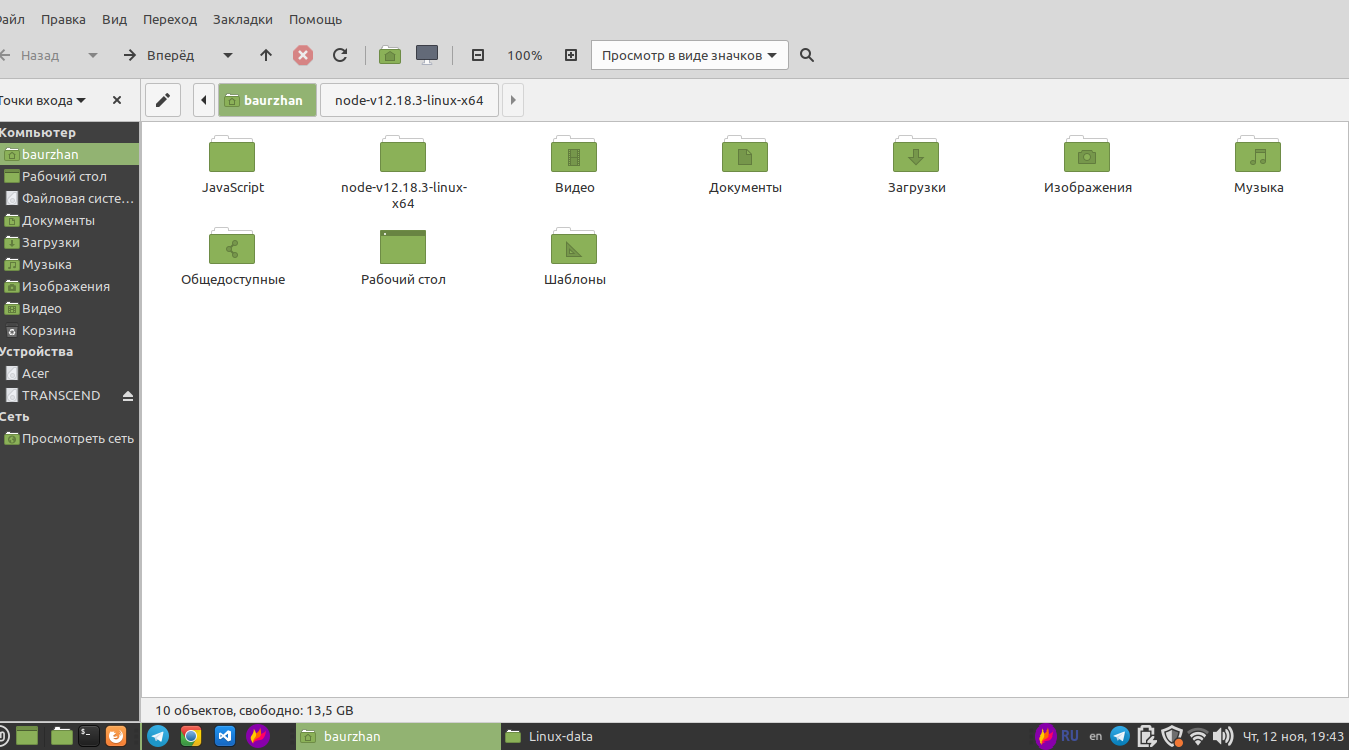 айл Правка Вид Переход Закладки Помощь
Назад Вперёд 100% Просмотр в виде значков
Точки входа baurzhan node-v12.18.3-linux-x64
Компьютер
baurzhan
Рабочий стол
Файловая систе...
Документы
Загрузки
Музыка
Изображения
Видео
Корзина
Устройства
Acer
TRANSCEND
Сеть
Просмотреть сеть
JavaScript
node-v12.18.3-linux-
x64
Видео
Документы
Загрузки
Изображения
Музыка
Общедоступные
Рабочий стол
Шаблоны
10 объектов, свободно: 13,5 GB
baurzhan Linux-data RU en Чт, 12 ноя, 19:43